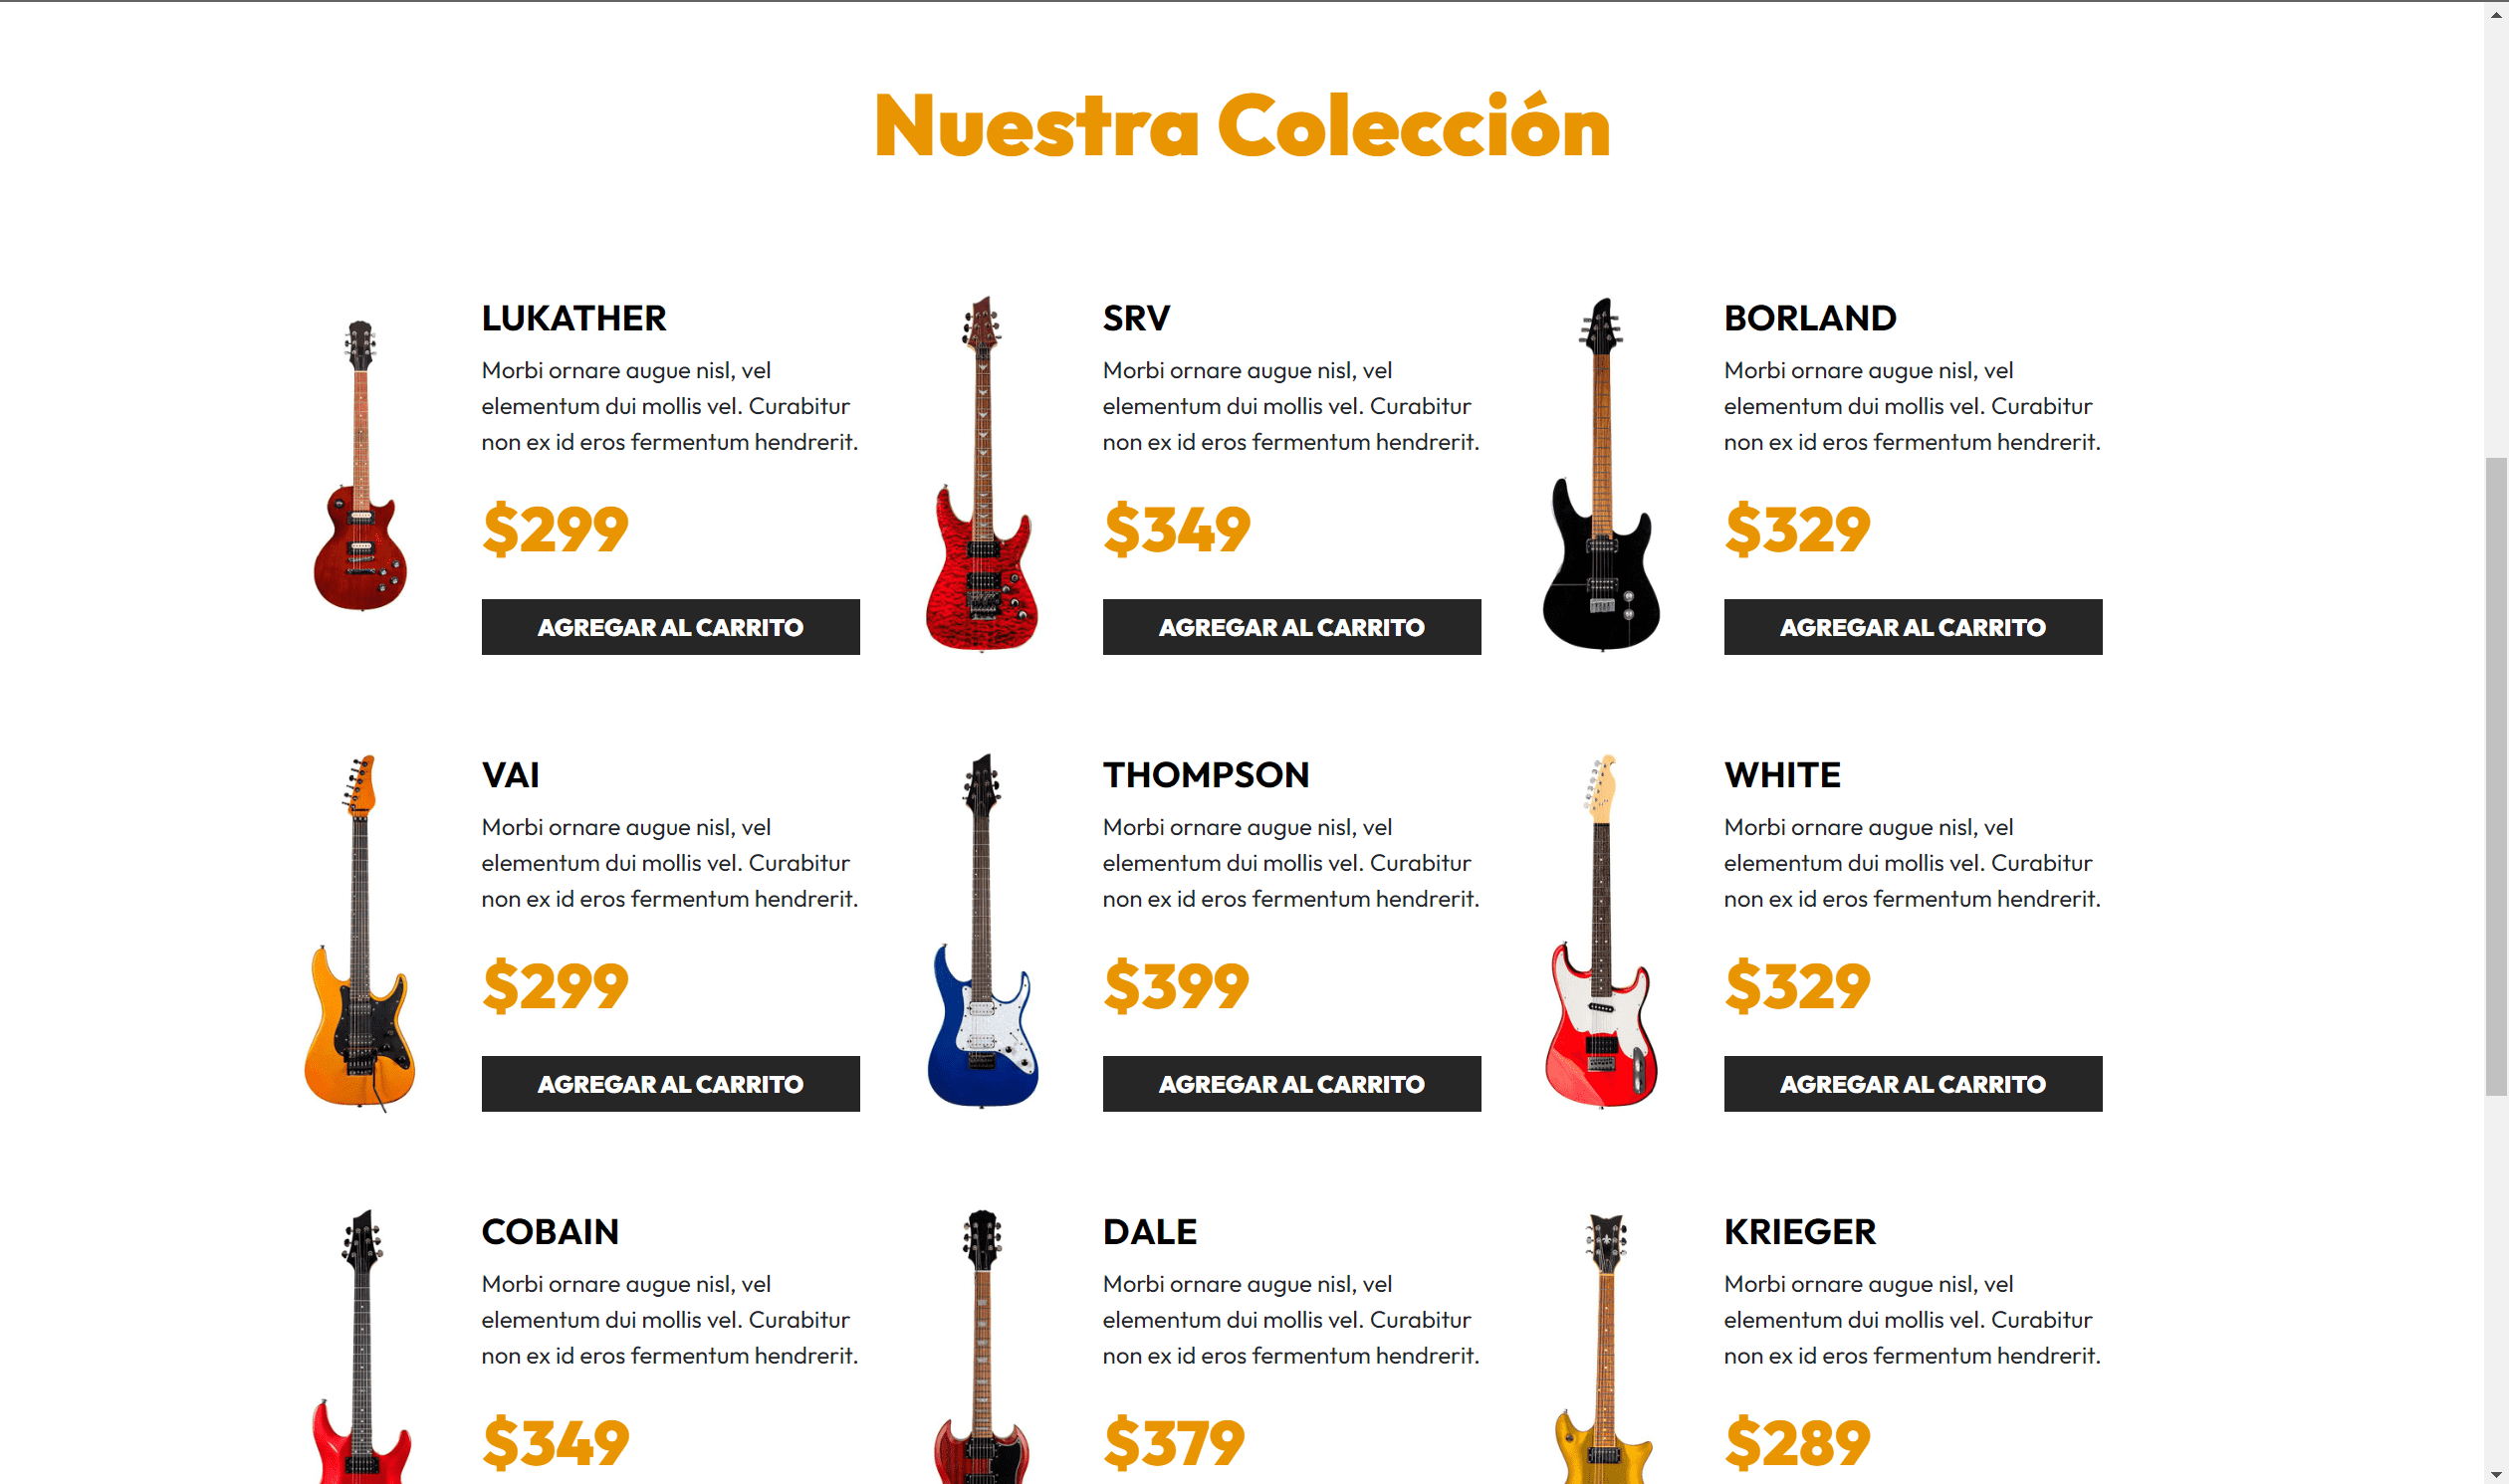 Nuestra Colección
LUKATHER
Morbi ornare augue nisl, vel
elementum dui mollis vel. Curabitur
non ex id eros fermentum hendrerit.
$299
AGREGAR AL CARRITO
SRV
Morbi ornare augue nisl, vel
elementum dui mollis vel. Curabitur
non ex id eros fermentum hendrerit.
$349
AGREGAR AL CARRITO
BORLAND
Morbi ornare augue nisl, vel
elementum dui mollis vel. Curabitur
non ex id eros fermentum hendrerit.
$329
AGREGAR AL CARRITO
VAI
Morbi ornare augue nisl, vel
elementum dui mollis vel. Curabitur
non ex id eros fermentum hendrerit.
$299
AGREGAR AL CARRITO
THOMPSON
Morbi ornare augue nisl, vel
elementum dui mollis vel. Curabitur
non ex id eros fermentum hendrerit.
$399
AGREGAR AL CARRITO
WHITE
Morbi ornare augue nisl, vel
elementum dui mollis vel. Curabitur
non ex id eros fermentum hendrerit.
$329
AGREGAR AL CARRITO
COBAIN
Morbi ornare augue nisl, vel
elementum dui mollis vel. Curabitur
non ex id eros fermentum hendrerit.
$349
DALE
Morbi ornare augue nisl, vel
elementum dui mollis vel. Curabitur
non ex id eros fermentum hendrerit.
$379
KRIEGER
Morbi ornare augue nisl, vel
elementum dui mollis vel. Curabitur
non ex id eros fermentum hendrerit.
$289